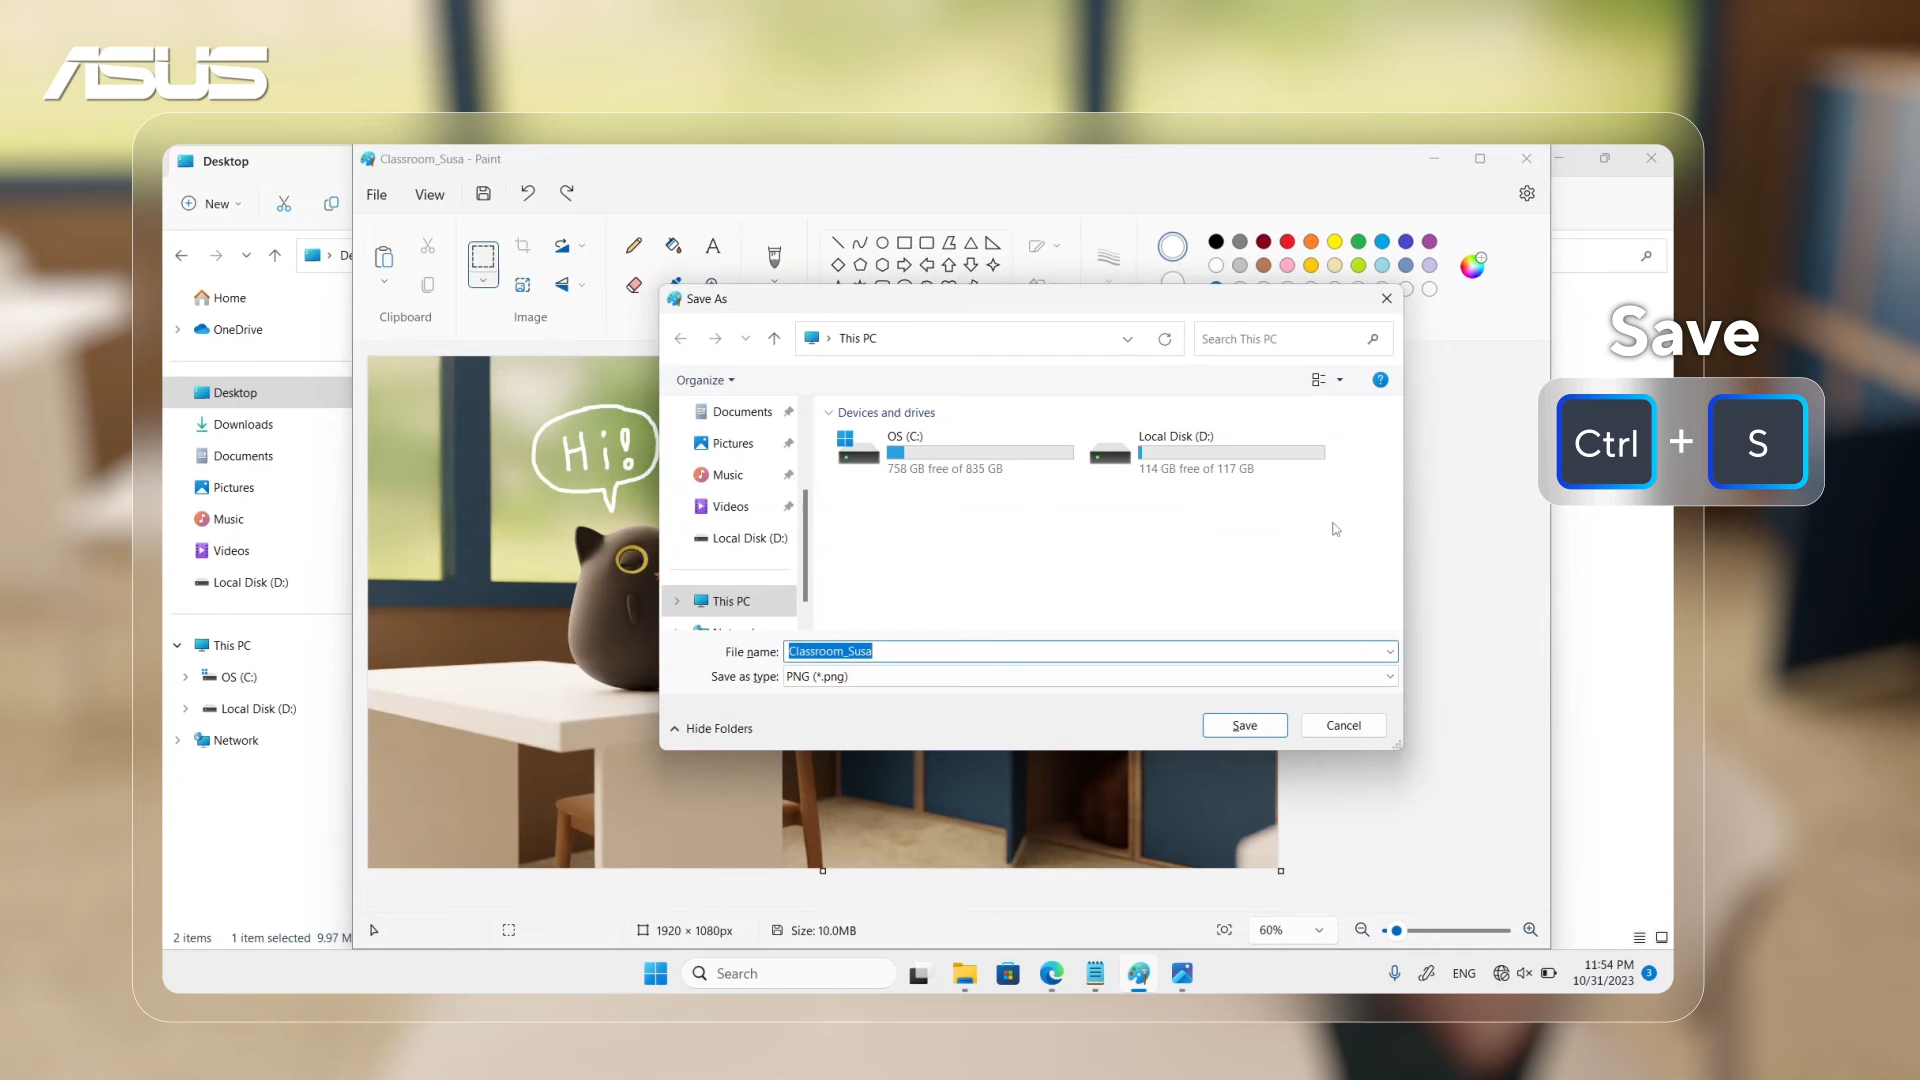 ASUS
Desktop
Classroom_Susa - Paint
New
File
View
De
Home
OneDrive
Desktop
Downloads
Documents
Pictures
Music
Videos
Local Disk (D:)
This PC
OS (C:)
Local Disk (D:)
Network
Clipboard
Image
Hi!
Save As
This PC
Search This PC
Organize
Documents
Pictures
Music
Videos
Local Disk (D:)
This PC
Devices and drives
OS (C:)
758 GB free of 835 GB
Local Disk (D:)
114 GB free of 117 GB
File name: Classroom_Susa
Save as type: PNG (*.png)
Hide Folders
Save
Cancel
Save
Ctrl + S
2 items 1 item selected 9.97 M
1920 × 1080px
Size: 10.0MB
60%
Search
ENG
11:54 PM
10/31/2023
3